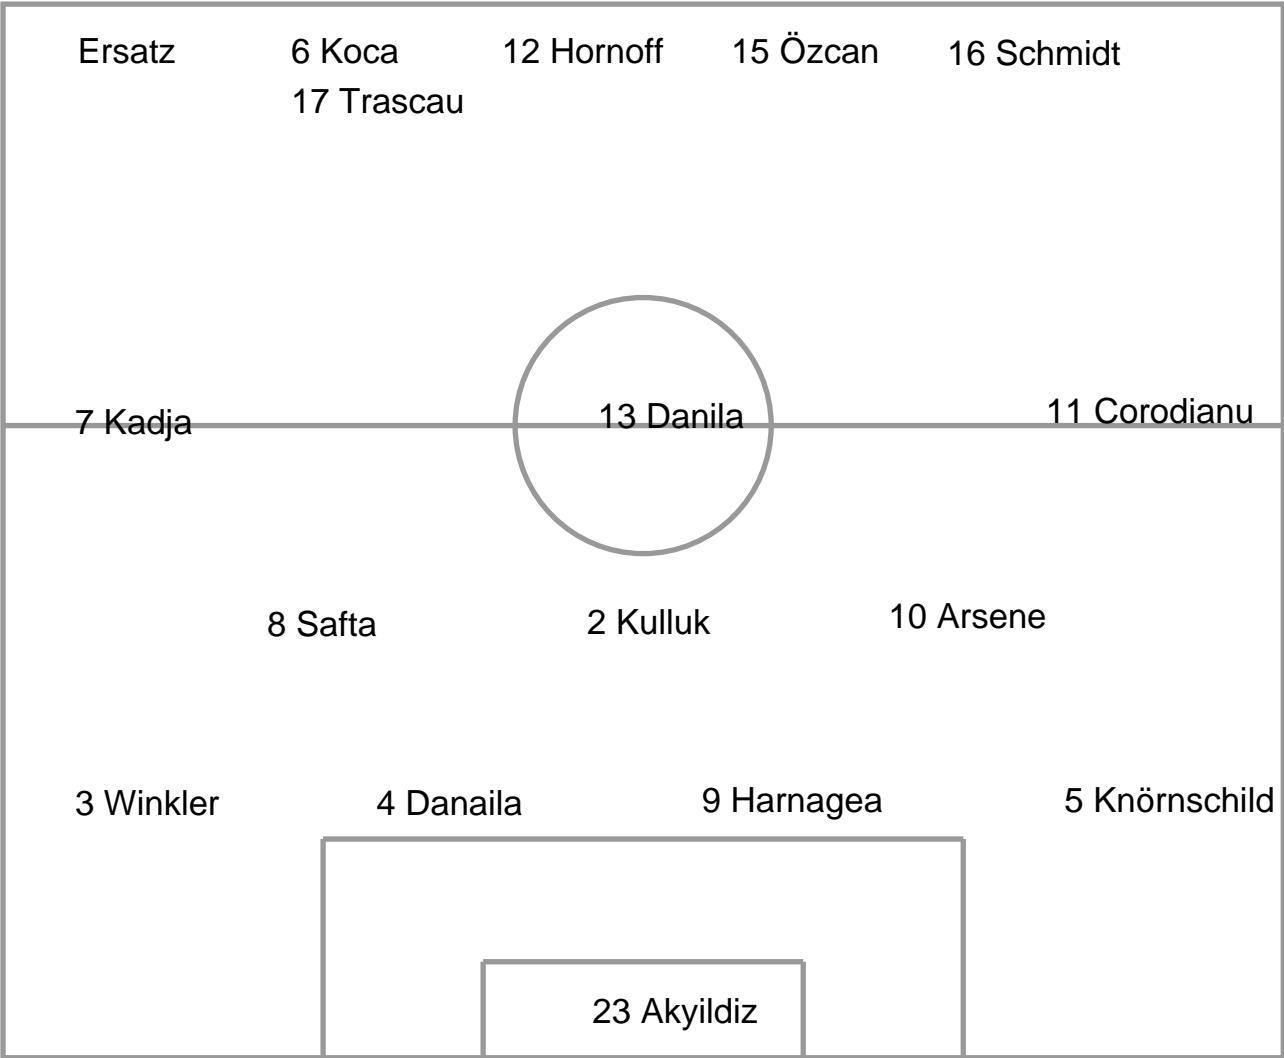 Ersatz 6 Koca 12 Hornoff 15 Özcan 16 Schmidt
17 Trascau
7 Kadja 13 Danila 11 Corodianu
8 Safta 2 Kulluk 10 Arsene
3 Winkler 4 Danaila 9 Harnagea 5 Knörnschild
23 Akyildiz